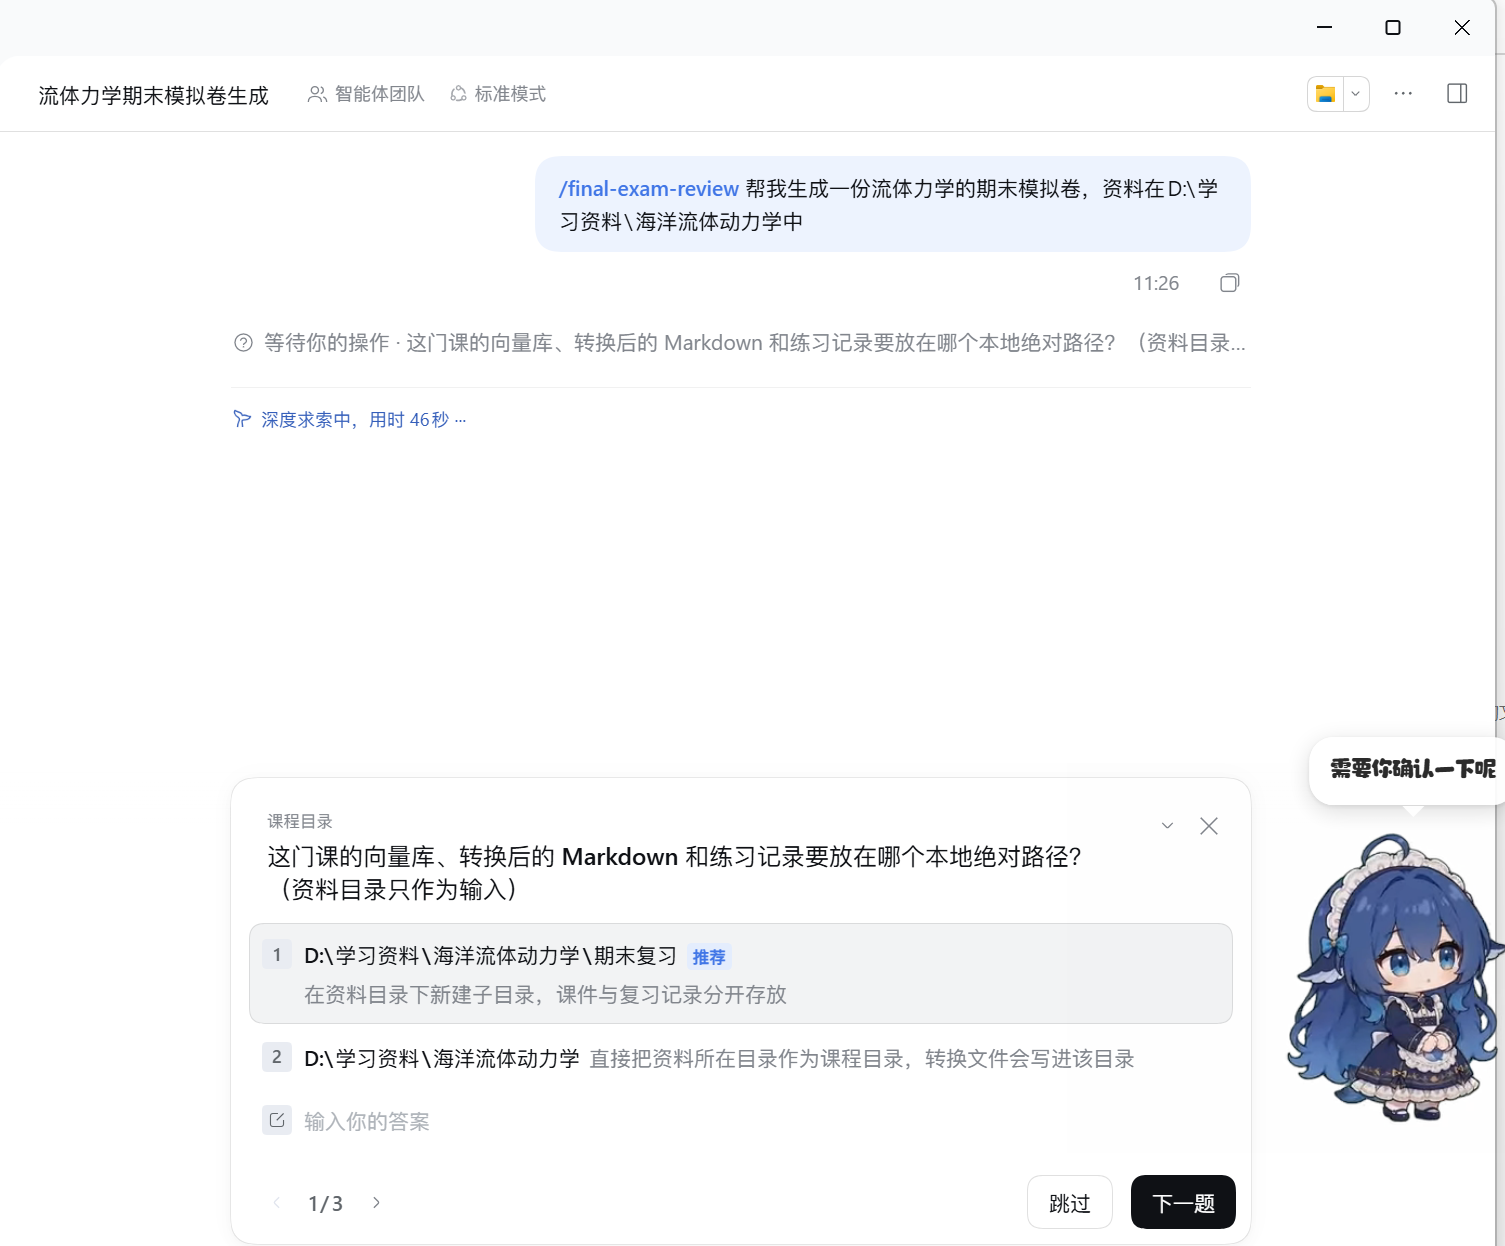 流体力学期末模拟卷生成 智能体团队 标准模式
/final-exam-review 帮我生成一份流体力学的期末模拟卷，资料在D:\学
习资料\海洋流体动力学中
11:26
等待你的操作 · 这门课的向量库、转换后的 Markdown 和练习记录要放在哪个本地绝对路径？（资料目录...
深度求索中，用时 46秒 ...
需要你确认一下呢
课程目录
这门课的向量库、转换后的 Markdown 和练习记录要放在哪个本地绝对路径？
（资料目录只作为输入）
1 D:\学习资料\海洋流体动力学\期末复习 推荐
在资料目录下新建子目录，课件与复习记录分开存放
2 D:\学习资料\海洋流体动力学 直接把资料所在目录作为课程目录，转换文件会写进该目录
输入你的答案
1/3
跳过
下一题